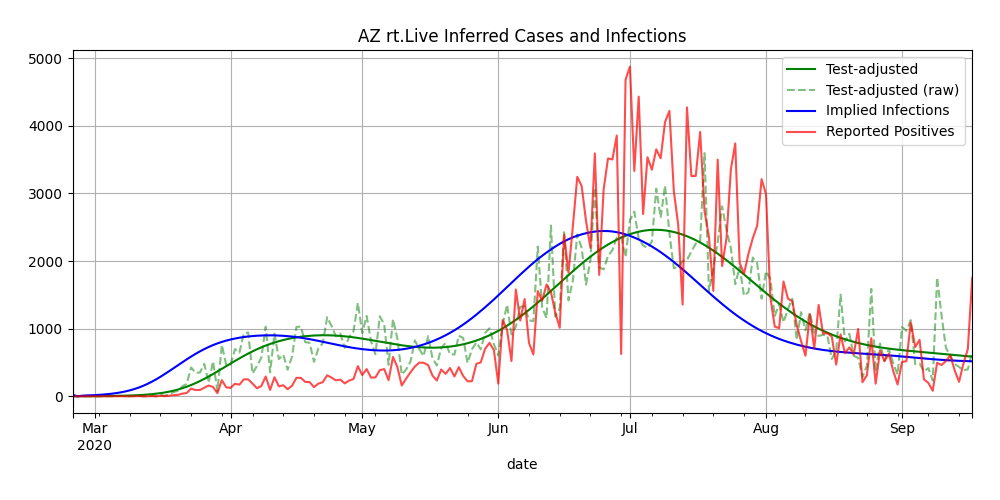 AZ rt.Live Inferred Cases and Infections
5000
4000
3000
2000
1000
0
Test-adjusted
Test-adjusted (raw)
Implied Infections
Reported Positives
Mar
2020
Apr
May
Jun
Jul
Aug
Sep
date